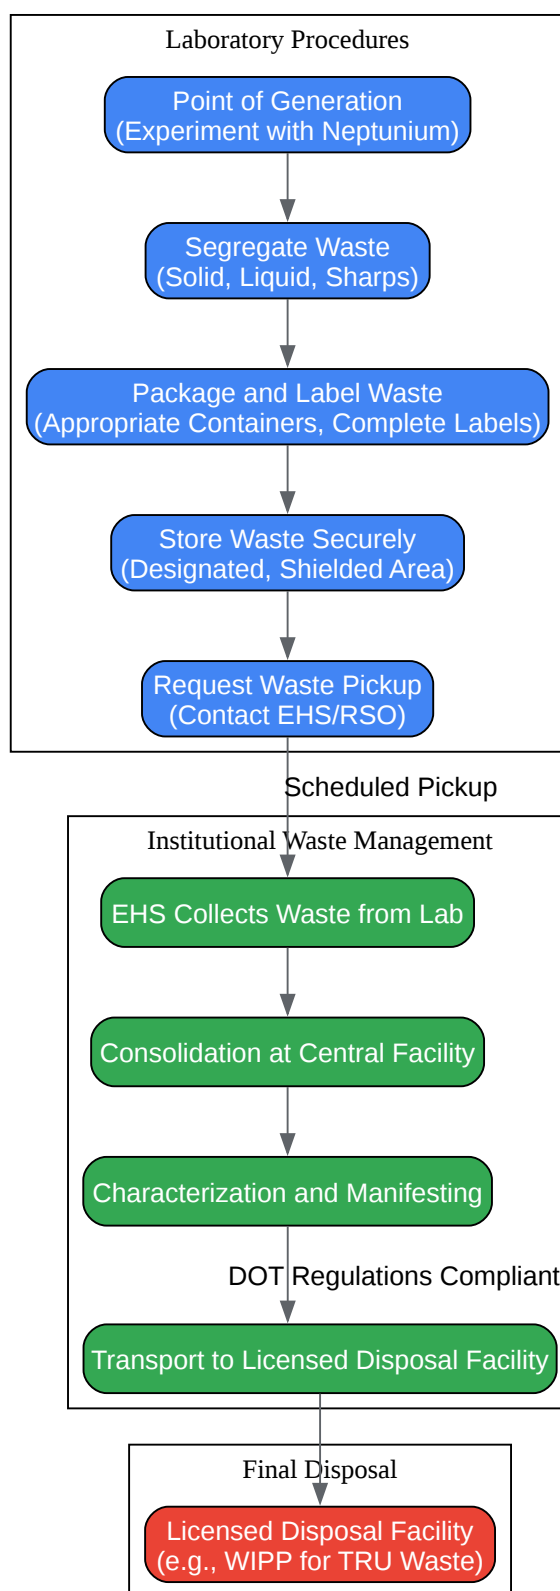 Laboratory Procedures
Point of Generation
(Experiment with Neptunium)
Segregate Waste
(Solid, Liquid, Sharps)
Package and Label Waste
(Appropriate Containers, Complete Labels)
Store Waste Securely
(Designated, Shielded Area)
Request Waste Pickup
(Contact EHS/RSO)
Scheduled Pickup
Institutional Waste Management
EHS Collects Waste from Lab
Consolidation at Central Facility
Characterization and Manifesting
DOT Regulations Compliant
Transport to Licensed Disposal Facility
Final Disposal
Licensed Disposal Facility
(e.g., WIPP for TRU Waste)